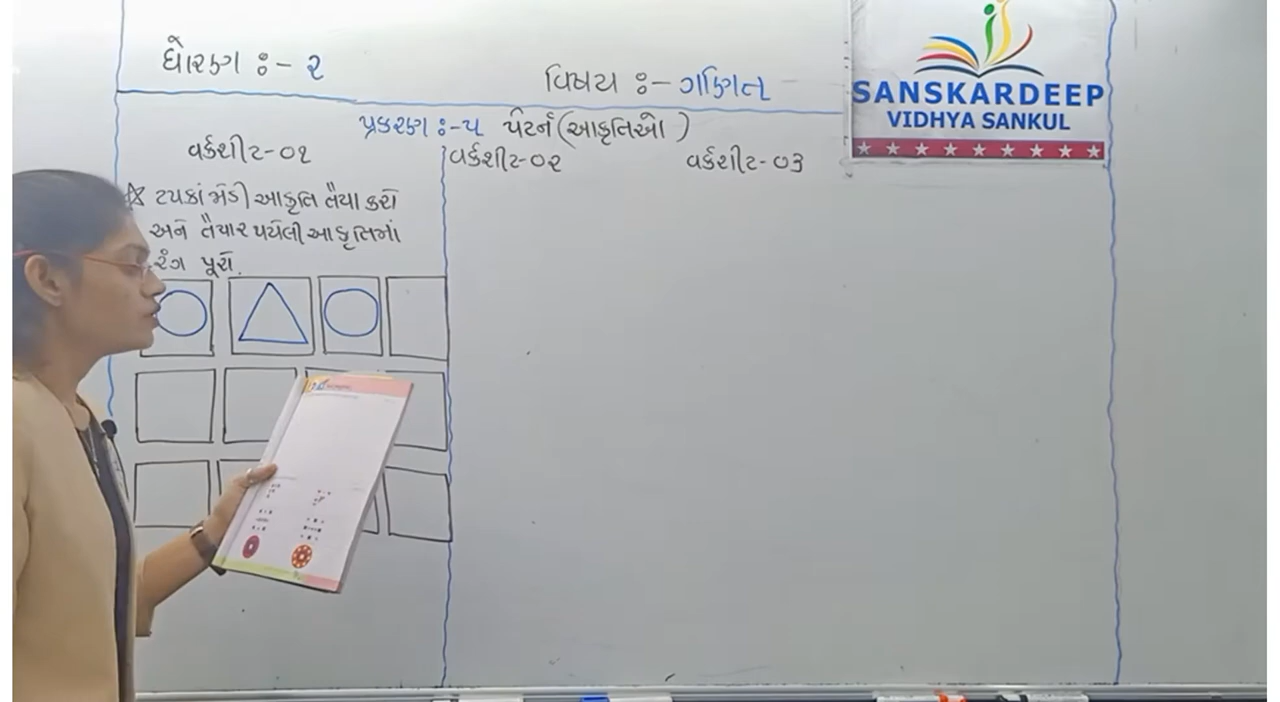 ધોરણ :- ૨
વિષય :- ગણિત
SANSKARDEEP
VIDHYA SANKUL
પ્રકરણ :-૫ પેટર્ન (આકૃતિઓ)
વર્કશીટ-૦૧
વર્કશીટ-૦૨
વર્કશીટ-૦૩
ટપકાં જોડી આકૃતિ તૈયા કરો
અને તૈયાર થયેલી આકૃતિમાં
રંગ પૂરો.